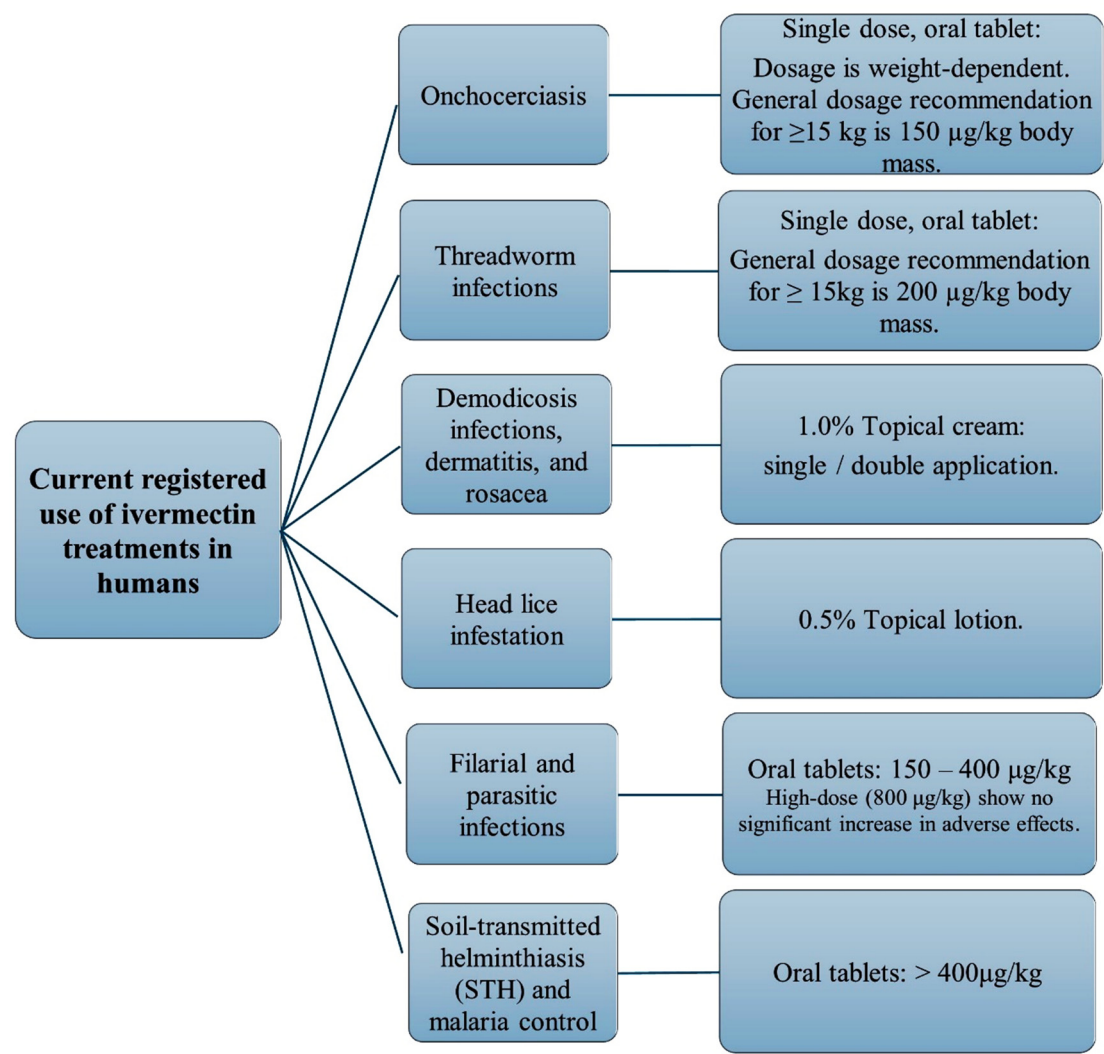 Current registered
use of ivermectin
treatments in
humans
Onchocerciasis
Single dose, oral tablet:
Dosage is weight-dependent.
General dosage recommendation
for ≥15 kg is 150 µg/kg body
mass.
Threadworm
infections
Single dose, oral tablet:
General dosage recommendation
for ≥ 15kg is 200 µg/kg body
mass.
Demodicosis
infections,
dermatitis, and
rosacea
1.0% Topical cream:
single / double application.
Head lice
infestation
0.5% Topical lotion.
Filarial and
parasitic
infections
Oral tablets: 150 – 400 µg/kg
High-dose (800 µg/kg) show no
significant increase in adverse effects.
Soil-transmitted
helminthiasis
(STH) and
malaria control
Oral tablets: > 400µg/kg